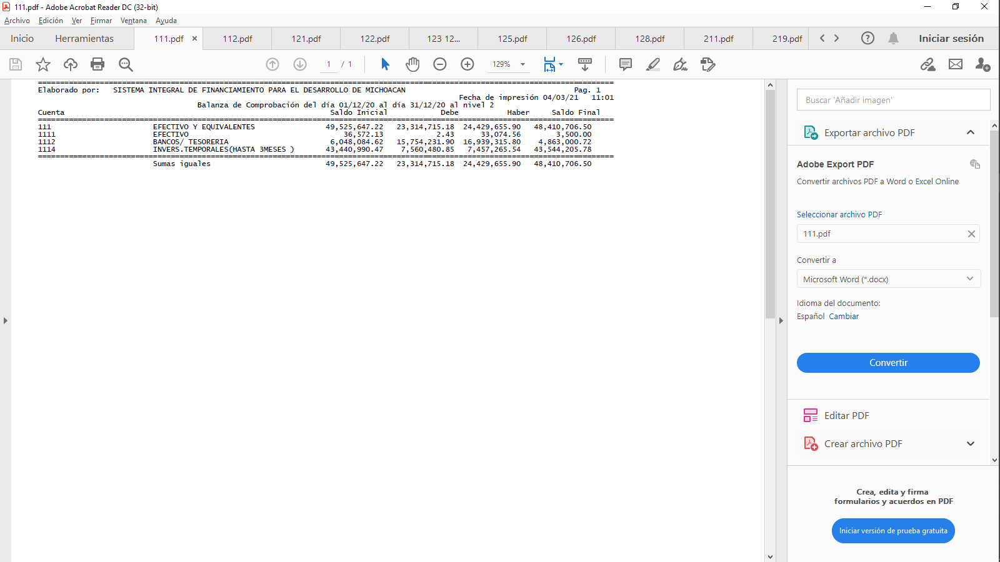 111.pdf - Adobe Acrobat Reader DC (32-bit)
Archivo Edición Ver Firmar Ventana Ayuda
Inicio Herramientas 111.pdf × 112.pdf 121.pdf 122.pdf 123 12... 125.pdf 126.pdf 128.pdf 211.pdf 219.pdf Iniciar sesión
1 / 1 129%
Elaborado por: SISTEMA INTEGRAL DE FINANCIAMIENTO PARA EL DESARROLLO DE MICHOACAN Pag. 1
Fecha de impresión 04/03/21 11:01
Balanza de Comprobación del día 01/12/20 al día 31/12/20 al nivel 2
Cuenta Saldo Inicial Debe Haber Saldo Final
111 EFECTIVO Y EQUIVALENTES 49,525,647.22 23,314,715.18 24,429,655.90 48,410,706.50
1111 EFECTIVO 36,572.13 2.43 33,074.56 3,500.00
1112 BANCOS/ TESORERIA 6,048,084.62 15,754,231.90 16,939,315.80 4,863,000.72
1114 INVERS.TEMPORALES(HASTA 3MESES ) 43,440,990.47 7,560,480.85 7,457,265.54 43,544,205.78
Sumas iguales 49,525,647.22 23,314,715.18 24,429,655.90 48,410,706.50
Buscar 'Añadir imagen'
Exportar archivo PDF
Adobe Export PDF
Convertir archivos PDF a Word o Excel Online
Seleccionar archivo PDF
111.pdf
Convertir a
Microsoft Word (*.docx)
Idioma del documento:
Español Cambiar
Convertir
Editar PDF
Crear archivo PDF
Crea, edita y firma
formularios y acuerdos en PDF
Iniciar versión de prueba gratuita